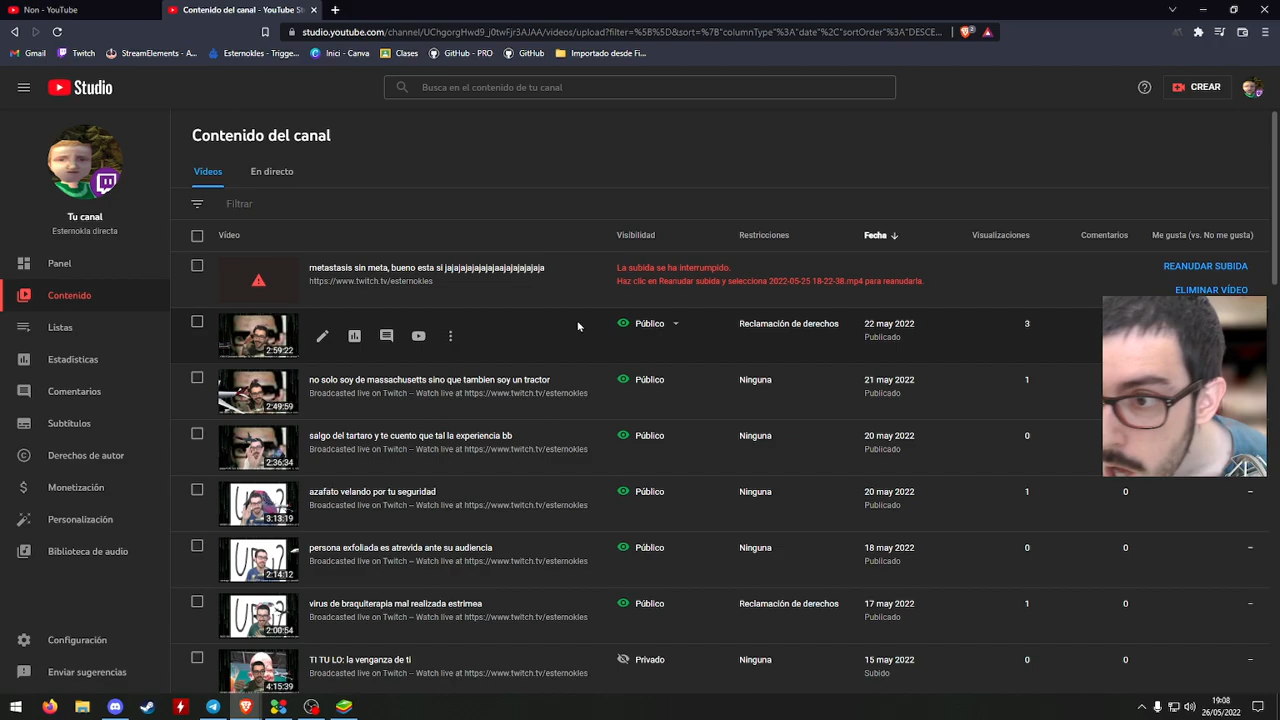 Non - YouTube
Contenido del canal - YouTube St
studio.youtube.com/channel/UChgorgHwd9_j0twFjr3AJAA/videos/upload?filter=%5B%5D&sort=%7B"columnType"%3A"date"%2C"sortOrder"%3A"DESCE...
Gmail
Twitch
StreamElements - A...
Esternokles - Twitch
Inici - Canva
Clases
GitHub - PRO
GitHub
Importado desde Fi...
Studio
Busca en el contenido de tu canal
CREAR
Contenido del canal
Vídeos
En directo
Filtrar
Tu canal
Esternokla directa
Panel
Contenido
Listas
Estadísticas
Comentarios
Subtítulos
Derechos de autor
Monetización
Personalización
Biblioteca de audio
Configuración
Enviar sugerencias
Vídeo
Visibilidad
Restricciones
Fecha
Visualizaciones
Comentarios
Me gusta (vs. No me gusta)
metastasis sin meta, bueno esta si jajajajajajajaajajajajaja
https://www.twitch.tv/esternokles
La subida se ha interrumpido.
Haz clic en Reanudar subida y selecciona 2022-05-25 18-22-38.mp4 para reanudarla.
REANUDAR SUBIDA
ELIMINAR VÍDEO
2:59:22
Público
Reclamación de derechos
22 may 2022
Publicado
3
2:49:59
no solo soy de massachusetts sino que tambien soy un tractor
Broadcasted live on Twitch -- Watch live at https://www.twitch.tv/esternokles
Público
Ninguna
21 may 2022
Publicado
1
2:36:34
salgo del tartaro y te cuento que tal la experiencia bb
Broadcasted live on Twitch -- Watch live at https://www.twitch.tv/esternokles
Público
Ninguna
20 may 2022
Publicado
0
3:13:19
azafato velando por tu seguridad
Broadcasted live on Twitch -- Watch live at https://www.twitch.tv/esternokles
Público
Ninguna
20 may 2022
Publicado
1
0
–
2:14:12
persona exfoliada es atrevida ante su audiencia
Broadcasted live on Twitch -- Watch live at https://www.twitch.tv/esternokles
Público
Ninguna
18 may 2022
Publicado
0
0
–
2:00:54
virus de braquiterapia mal realizada estrimea
Broadcasted live on Twitch -- Watch live at https://www.twitch.tv/esternokles
Público
Reclamación de derechos
17 may 2022
Publicado
1
0
–
4:15:39
TI TU LO: la venganza de ti
Broadcasted live on Twitch -- Watch live at https://www.twitch.tv/esternokles
Privado
Ninguna
15 may 2022
Subido
0
0
–
19:08
26/05/2022